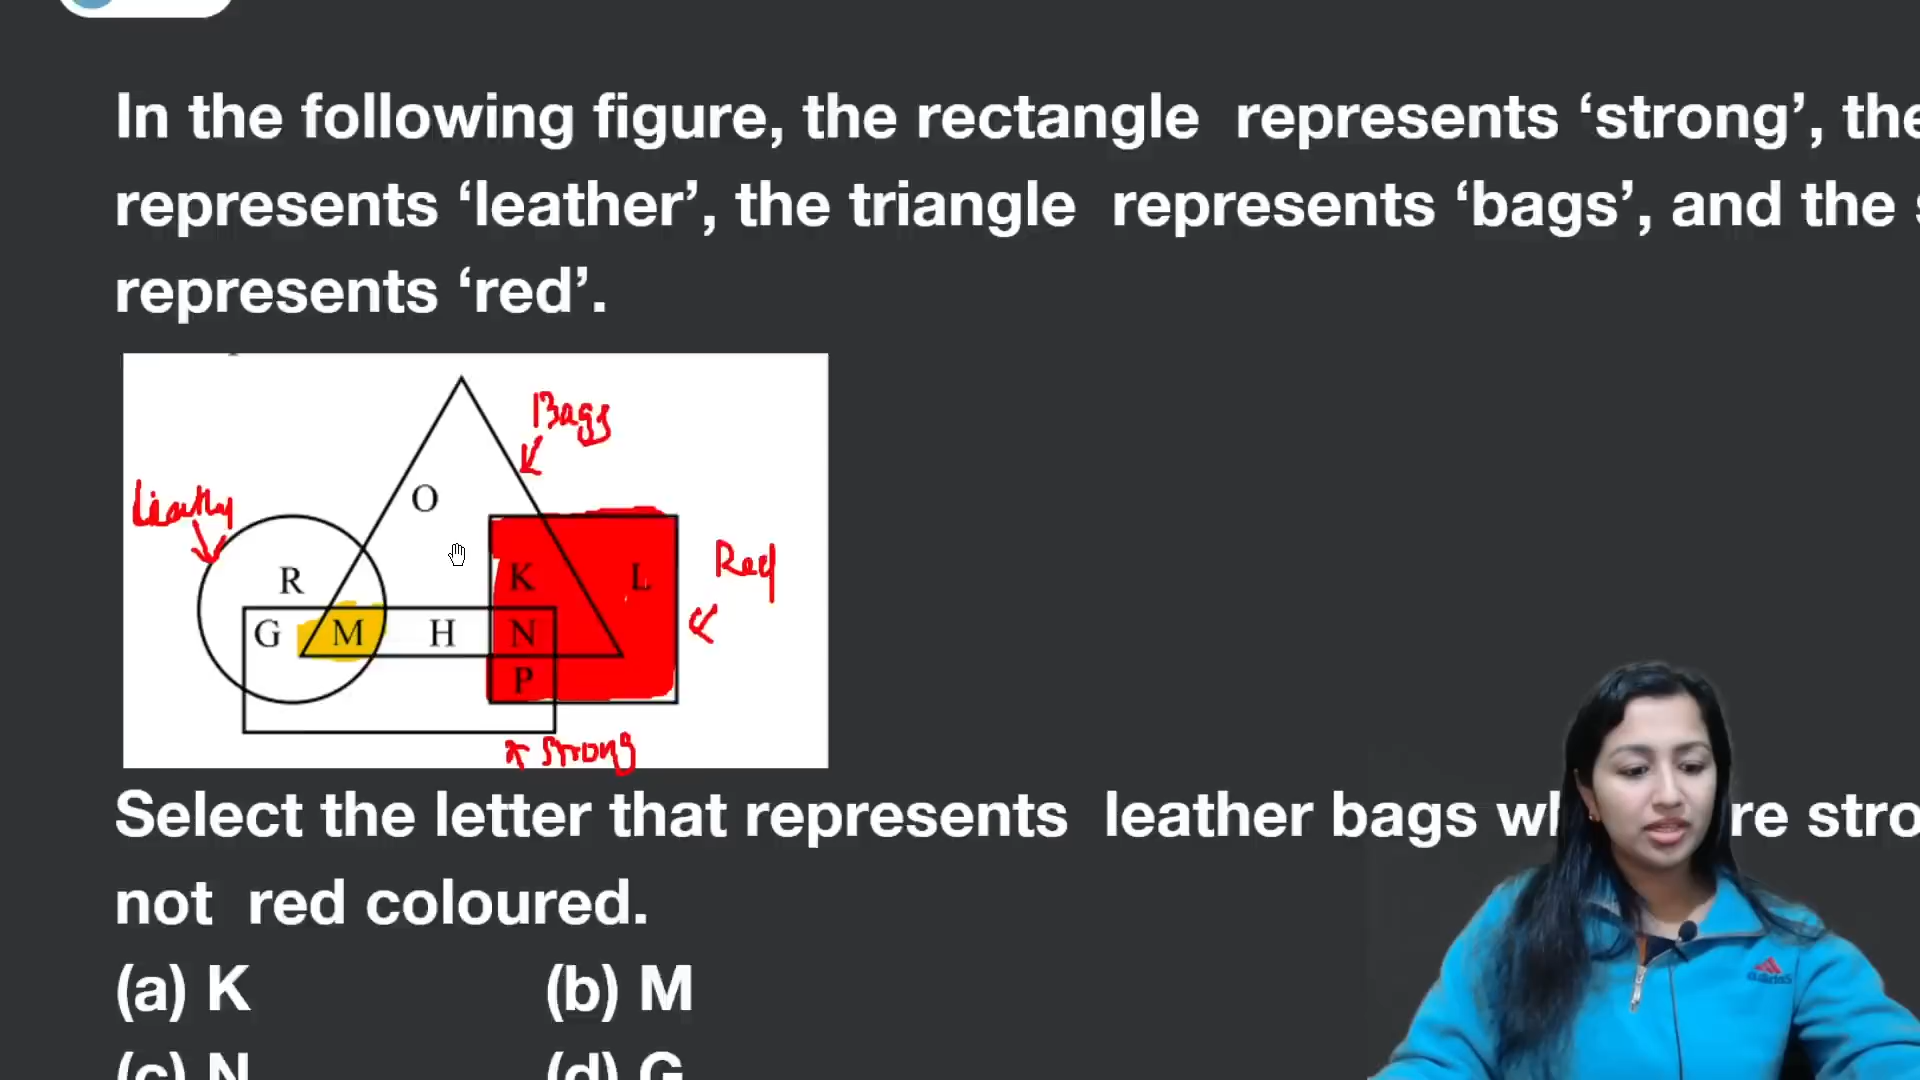 In the following figure, the rectangle represents ‘strong’, the
represents ‘leather’, the triangle represents ‘bags’, and the s
represents ‘red’.
Bags
Leather
O
R
K
L
Red
G
M
H
N
P
strong
Select the letter that represents leather bags wh re stro
not red coloured.
(a) K
(b) M
(c) N
(d) G
adidas